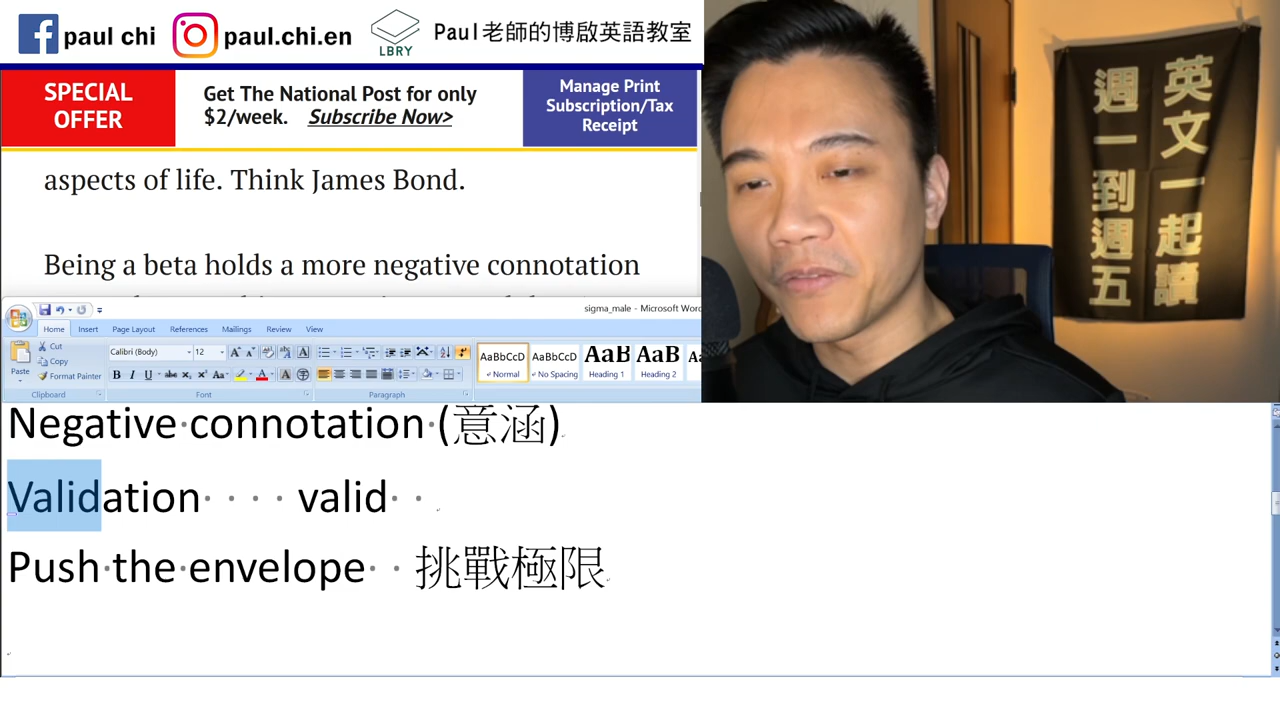 paul chi
paul.chi.en
LBRY
Paul老師的博啟英語教室
SPECIAL OFFER
Get The National Post for only
$2/week. Subscribe Now>
Manage Print
Subscription/Tax
Receipt
aspects of life. Think James Bond.
Being a beta holds a more negative connotation
英文一起讀
週一到週五
sigma_male - Microsoft Word
Home Insert Page Layout References Mailings Review View
Paste
Cut
Copy
Format Painter
Calibri (Body) 12
AaBbCcD AaBbCcD AaB AaB
Normal No Spacing Heading 1 Heading 2
Clipboard Font Paragraph
Negative connotation (意涵)
Validation valid
Push the envelope 挑戰極限